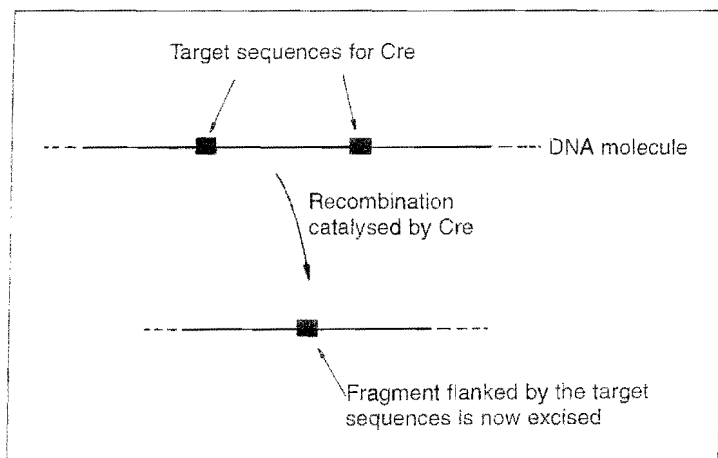 Target sequences for Cre
DNA molecule
Recombination
catalysed by Cre
Fragment flanked by the target
sequences is now excised